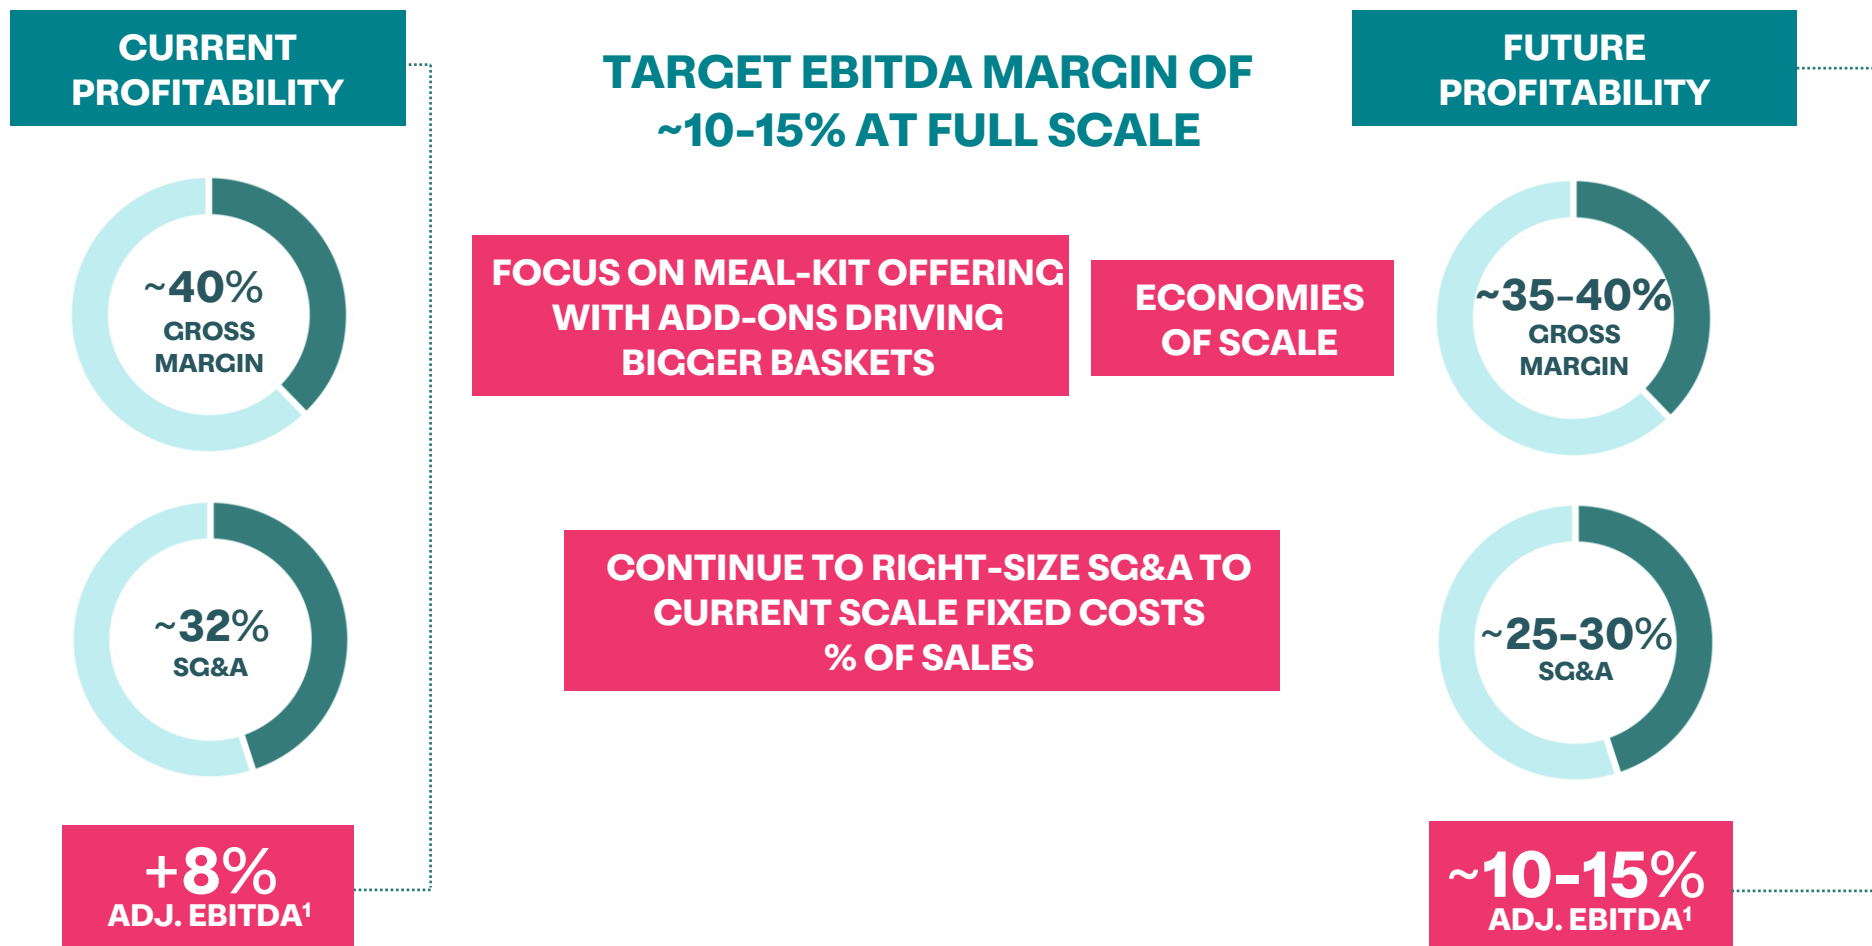 CURRENT
PROFITABILITY
TARGET EBITDA MARGIN OF
~10-15% AT FULL SCALE
FUTURE
PROFITABILITY
~40%
GROSS
MARGIN
FOCUS ON MEAL-KIT OFFERING
WITH ADD-ONS DRIVING
BIGGER BASKETS
ECONOMIES
OF SCALE
~35-40%
GROSS
MARGIN
~32%
SG&A
CONTINUE TO RIGHT-SIZE SG&A TO
CURRENT SCALE FIXED COSTS
% OF SALES
~25-30%
SG&A
+8%
ADJ. EBITDA¹
~10-15%
ADJ. EBITDA¹